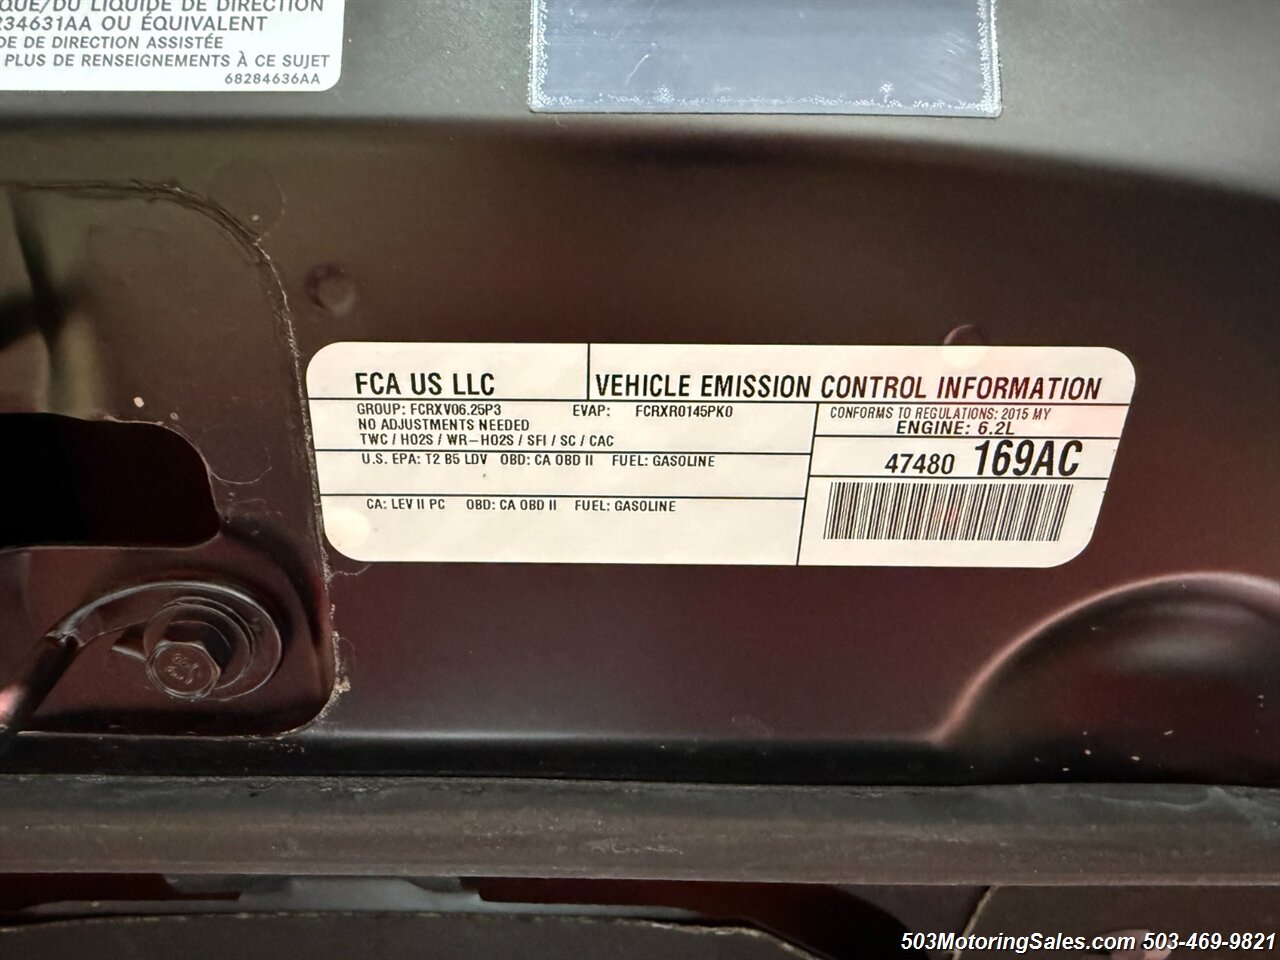 QUE/DU LIQUIDE DE DIRECTION
234631AA OU ÉQUIVALENT
DE DE DIRECTION ASSISTÉE
PLUS DE RENSEIGNEMENTS À CE SUJET
68284636AA
FCA US LLC
VEHICLE EMISSION CONTROL INFORMATION
GROUP: FCRXV06.25P3 EVAP: FCRXR0145PK0
NO ADJUSTMENTS NEEDED
TWC / HO2S / WR-HO2S / SFI / SC / CAC
CONFORMS TO REGULATIONS: 2015 MY
ENGINE: 6.2L
U.S. EPA: T2 B5 LDV OBD: CA OBD II FUEL: GASOLINE
47480 169AC
CA: LEV II PC OBD: CA OBD II FUEL: GASOLINE
503MotoringSales.com 503-469-9821